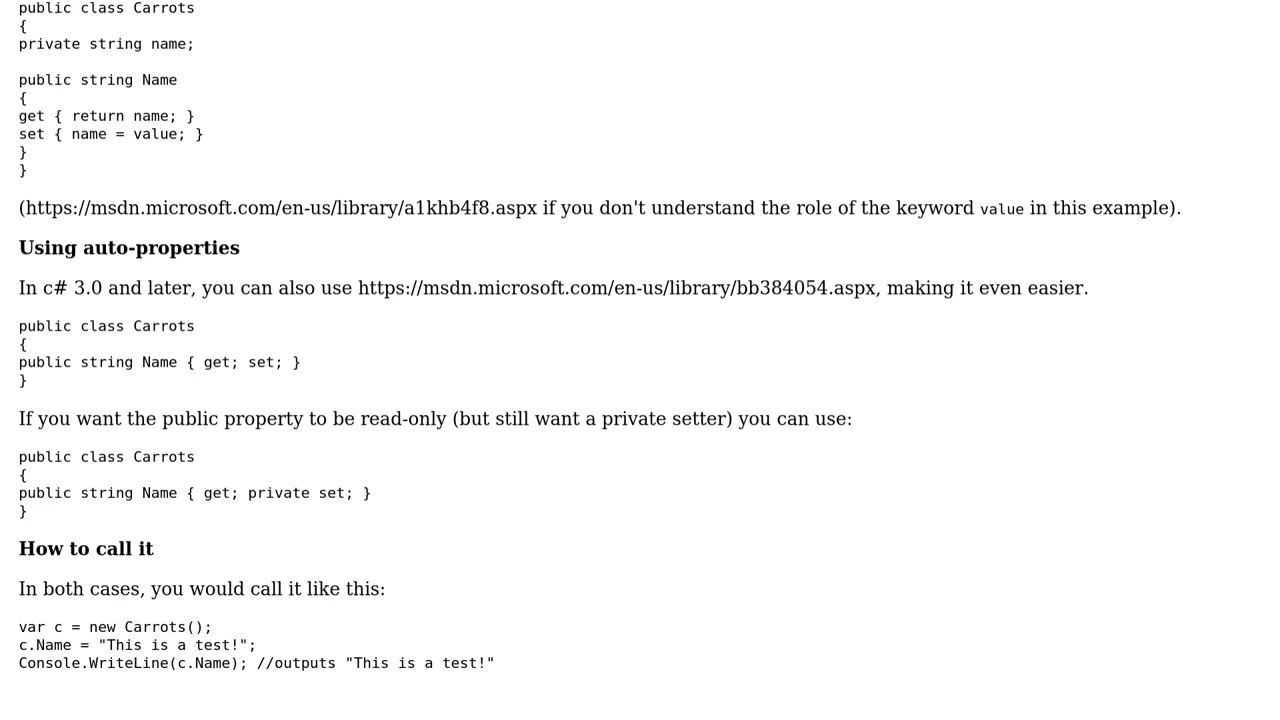 public class Carrots
{
private string name;

public string Name
{
get { return name; }
set { name = value; }
}
}
(https://msdn.microsoft.com/en-us/library/a1khb4f8.aspx if you don't understand the role of the keyword value in this example).
Using auto-properties
In c# 3.0 and later, you can also use https://msdn.microsoft.com/en-us/library/bb384054.aspx, making it even easier.
public class Carrots
{
public string Name { get; set; }
}
If you want the public property to be read-only (but still want a private setter) you can use:
public class Carrots
{
public string Name { get; private set; }
}
How to call it
In both cases, you would call it like this:
var c = new Carrots();
c.Name = "This is a test!";
Console.WriteLine(c.Name); //outputs "This is a test!"